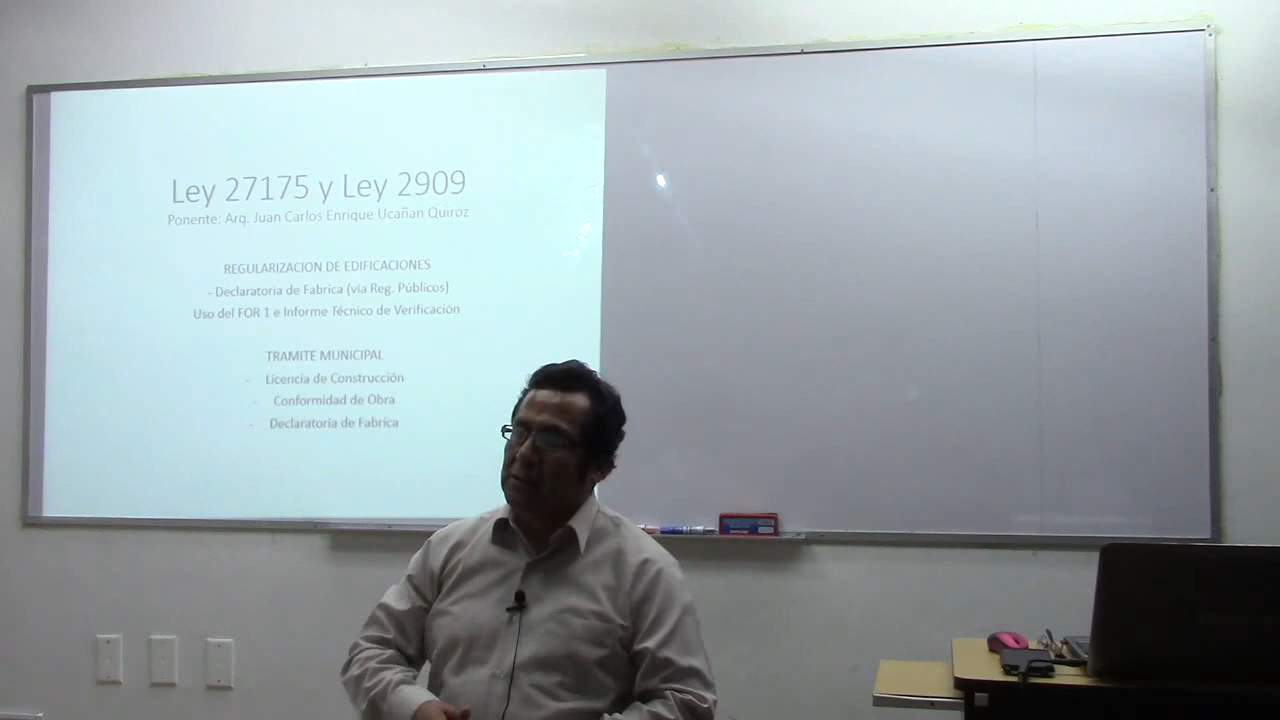 Ley 27175 y Ley 2909
Ponente: Arq. Juan Carlos Enrique Ucañan Quiroz
REGULARIZACION DE EDIFICACIONES
- Declaratoria de Fabrica (vía Reg. Públicos)
Uso del FOR 1 e Informe Técnico de Verificación
TRAMITE MUNICIPAL
- Licencia de Construcción
- Conformidad de Obra
- Declaratoria de Fabrica